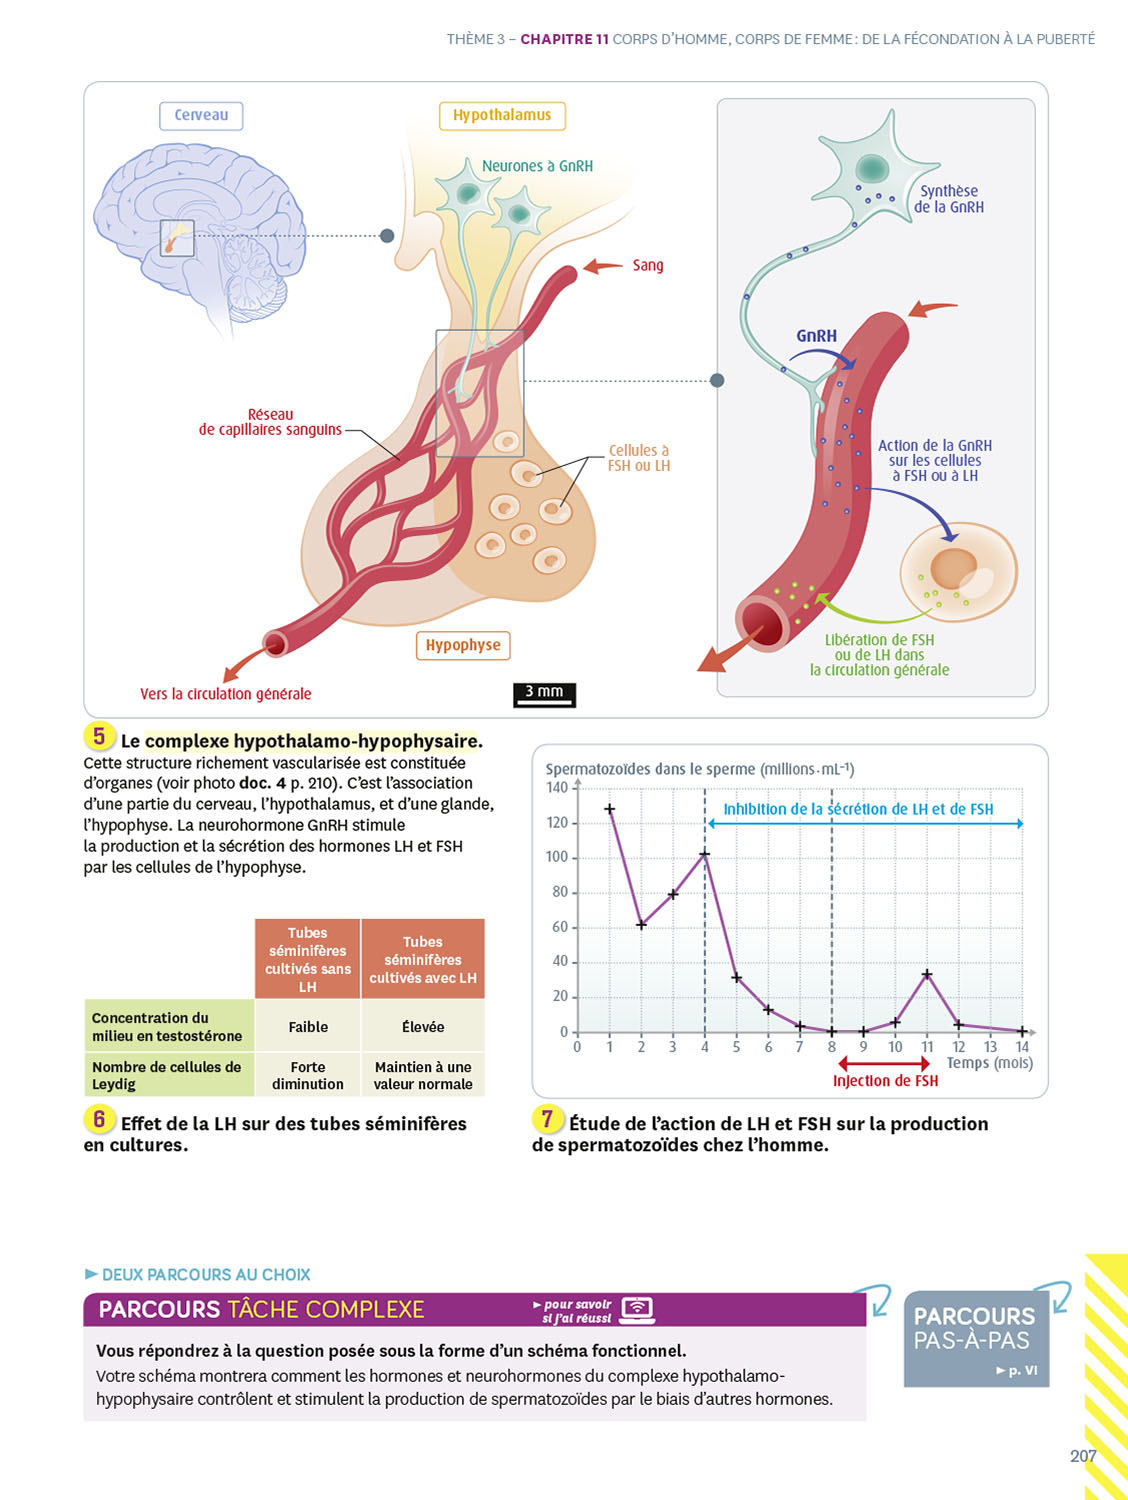 THÈME 3 – CHAPITRE 11 CORPS D'HOMME, CORPS DE FEMME : DE LA FÉCONDATION À LA PUBERTÉ
Cerveau
Hypothalamus
Neurones à GnRH
Sang
Réseau
de capillaires sanguins
Cellules à
FSH ou LH
Hypophyse
Vers la circulation générale
3 mm
Synthèse
de la GnRH
GnRH
Action de la GnRH
sur les cellules
à FSH ou à LH
Libération de FSH
ou de LH dans
la circulation générale
5 Le complexe hypothalamo-hypophysaire.
Cette structure richement vascularisée est constituée
d'organes (voir photo doc. 4 p. 210). C'est l'association
d'une partie du cerveau, l'hypothalamus, et d'une glande,
l'hypophyse. La neurohormone GnRH stimule
la production et la sécrétion des hormones LH et FSH
par les cellules de l'hypophyse.
Tubes
séminifères
cultivés sans
LH
Tubes
séminifères
cultivés avec LH
Concentration du
milieu en testostérone
Faible
Élevée
Nombre de cellules de
Leydig
Forte
diminution
Maintien à une
valeur normale
6 Effet de la LH sur des tubes séminifères
en cultures.
Spermatozoïdes dans le sperme (millions·mL⁻¹)
140
120
100
80
60
40
20
0
Inhibition de la sécrétion de LH et de FSH
0 1 2 3 4 5 6 7 8 9 10 11 12 13 14
Temps (mois)
Injection de FSH
7 Étude de l'action de LH et FSH sur la production
de spermatozoïdes chez l'homme.
► DEUX PARCOURS AU CHOIX
PARCOURS TÂCHE COMPLEXE
► pour savoir
si j'ai réussi
Vous répondrez à la question posée sous la forme d'un schéma fonctionnel.
Votre schéma montrera comment les hormones et neurohormones du complexe hypothalamo-
hypophysaire contrôlent et stimulent la production de spermatozoïdes par le biais d'autres hormones.
PARCOURS
PAS-À-PAS
► p. VI
207